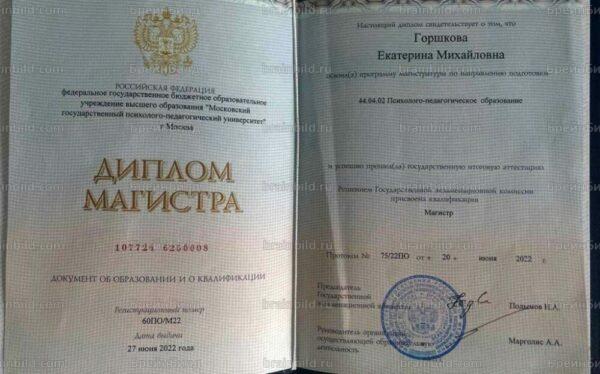 РОССИЙСКАЯ ФЕДЕРАЦИЯ
федеральное государственное бюджетное образовательное
учреждение высшего образования "Московский
государственный психолого-педагогический университет"
г Москва
ДИПЛОМ
МАГИСТРА
107724 6250008
ДОКУМЕНТ ОБ ОБРАЗОВАНИИ И О КВАЛИФИКАЦИИ
Регистрационный номер
60ПО/М22
Дата выдачи
27 июня 2022 года
Настоящий диплом свидетельствует о том, что
Горшкова
Екатерина Михайловна
освоил(а) программу магистратуры по направлению подготовки
44.04.02 Психолого-педагогическое образование
и успешно прошел(ла) государственную итоговую аттестацию
Решением Государственной экзаменационной комиссии
присвоена квалификация
Магистр
Протокол № 75/22ПО от « 20 » июня 2022 г.
Председатель
Государственной
экзаменационной комиссии Подымов Н.А.
Руководитель организации,
осуществляющей образовательную
деятельность Марголис А.А.
brainbild.ru.com